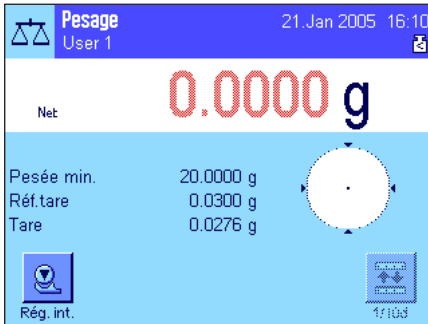 Pesage 21.Jan 2005 16:10
User 1
Net 0.0000 g
Pesée min. 20.0000 g
Réf.tare 0.0300 g
Tare 0.0276 g
Rég. int. 1/10d